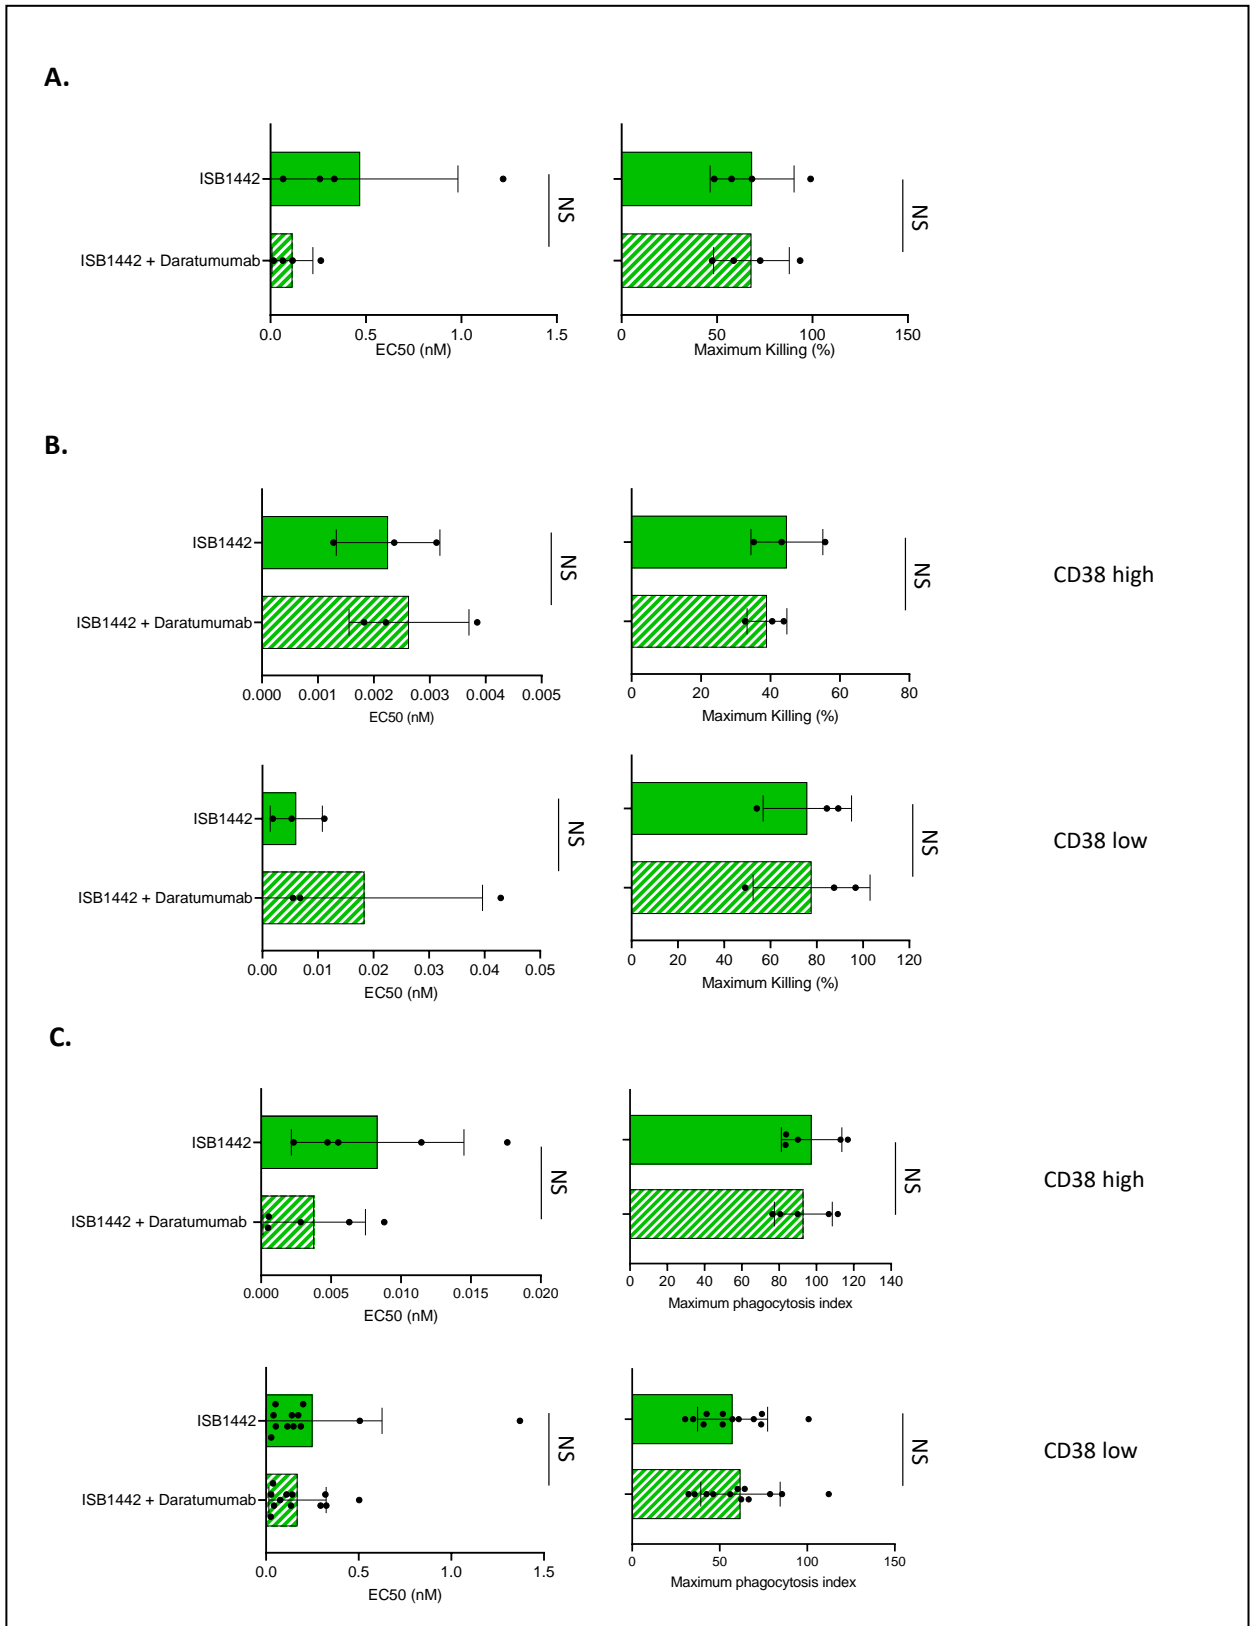 A.
ISB1442
ISB1442 + Daratumumab
NS
0.0 0.5 1.0 1.5
EC50 (nM)
NS
0 50 100 150
Maximum Killing (%)
B.
ISB1442
ISB1442 + Daratumumab
NS
0.000 0.001 0.002 0.003 0.004 0.005
EC50 (nM)
NS
0 20 40 60 80
Maximum Killing (%)
CD38 high
ISB1442
ISB1442 + Daratumumab
NS
0.00 0.01 0.02 0.03 0.04 0.05
EC50 (nM)
NS
0 20 40 60 80 100 120
Maximum Killing (%)
CD38 low
C.
ISB1442
ISB1442 + Daratumumab
NS
0.000 0.005 0.010 0.015 0.020
EC50 (nM)
NS
0 20 40 60 80 100 120 140
Maximum phagocytosis index
CD38 high
ISB1442
ISB1442 + Daratumumab
NS
0.0 0.5 1.0 1.5
EC50 (nM)
NS
0 50 100 150
Maximum phagocytosis index
CD38 low